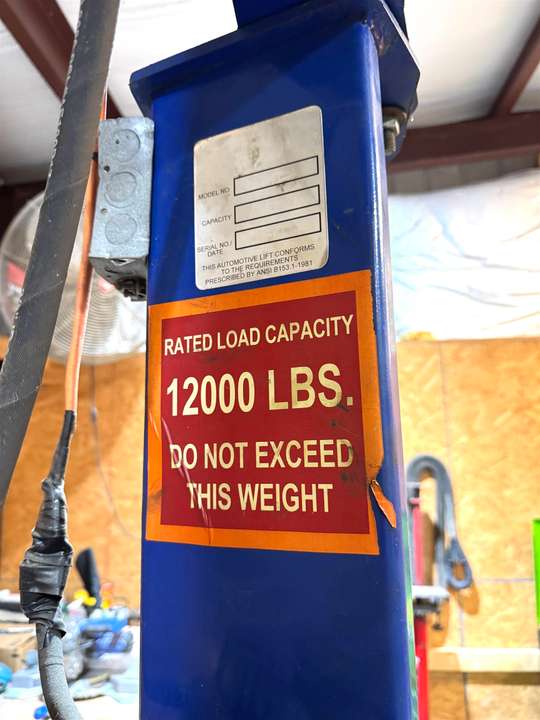 MODEL NO
CAPACITY
SERIAL NO./
DATE
THIS AUTOMOTIVE LIFT CONFORMS
TO THE REQUIREMENTS
PRESCRIBED BY ANSI B153.1-1981
RATED LOAD CAPACITY
12000 LBS.
DO NOT EXCEED
THIS WEIGHT